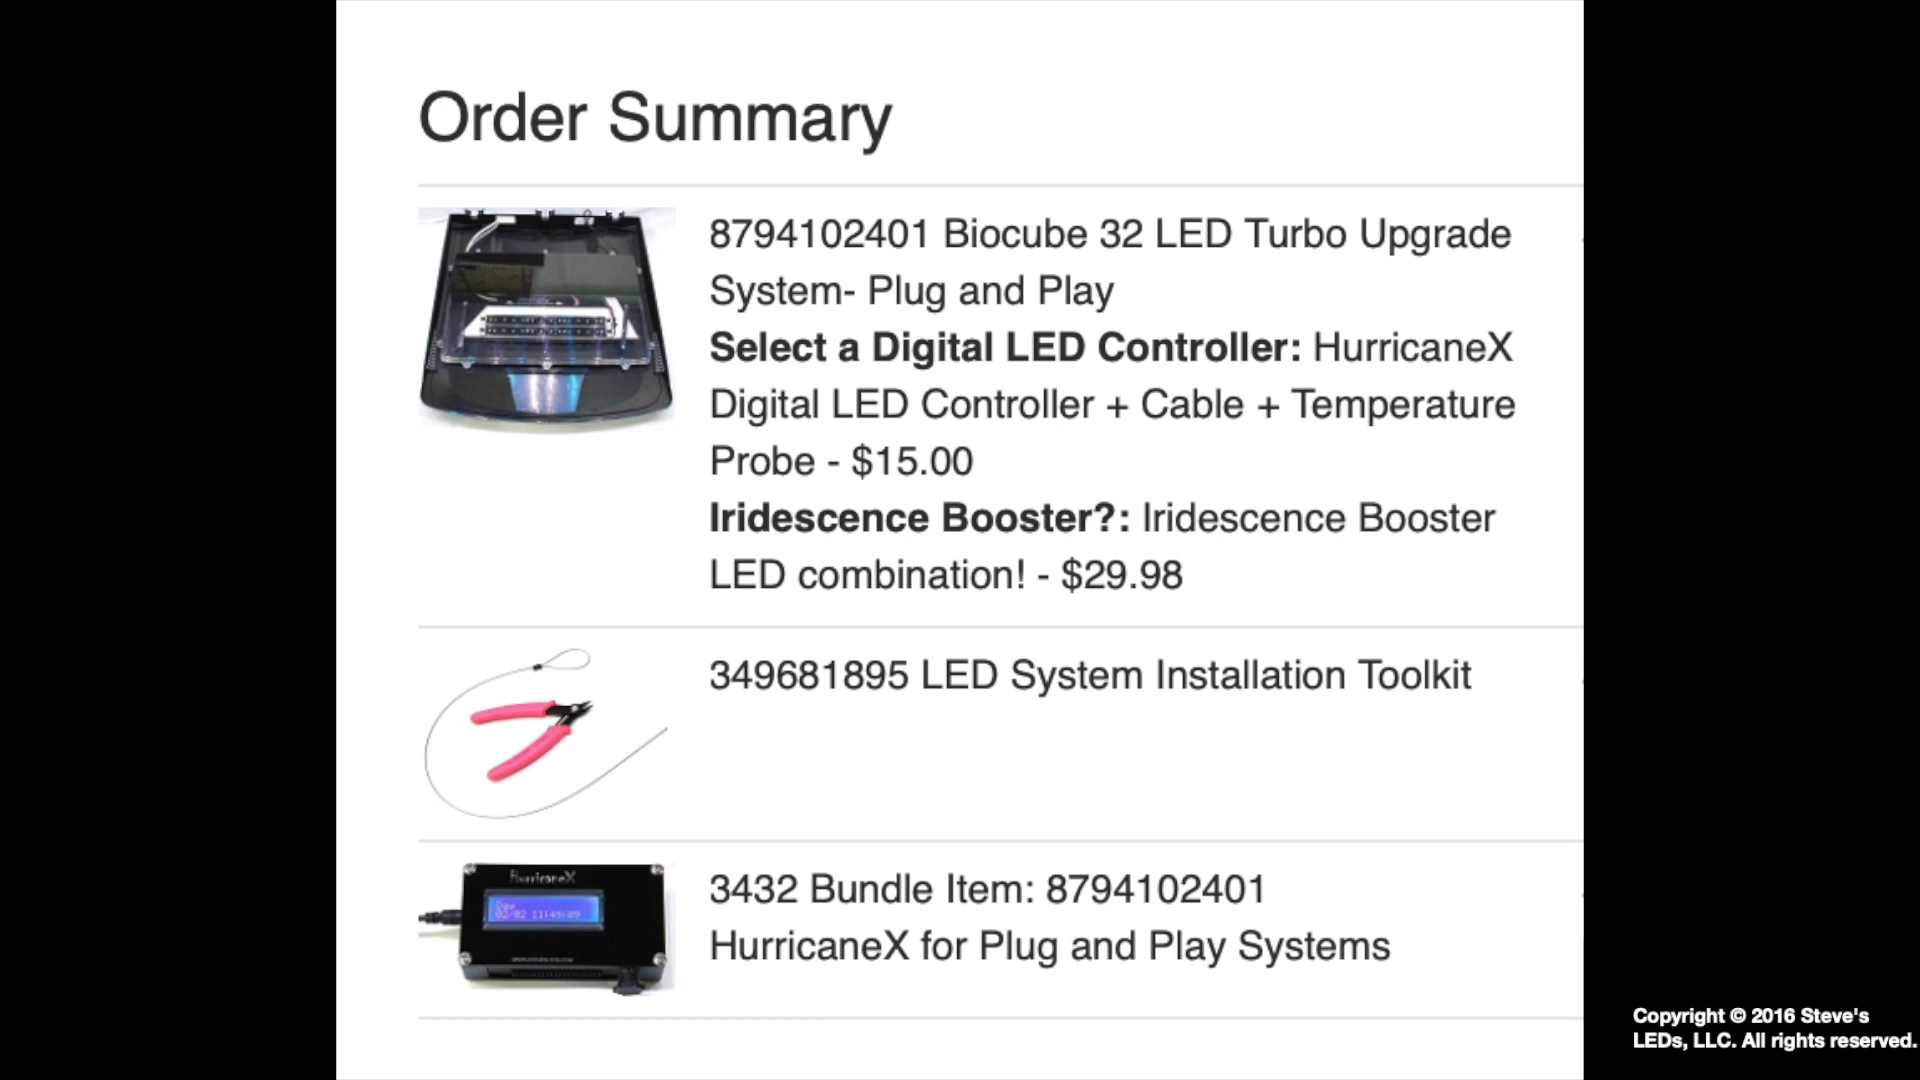 Order Summary
8794102401 Biocube 32 LED Turbo Upgrade
System- Plug and Play
Select a Digital LED Controller: HurricaneX
Digital LED Controller + Cable + Temperature
Probe - $15.00
Iridescence Booster?: Iridescence Booster
LED combination! - $29.98
349681895 LED System Installation Toolkit
HurricaneX
3432 Bundle Item: 8794102401
HurricaneX for Plug and Play Systems
Copyright © 2016 Steve's
LEDs, LLC. All rights reserved.